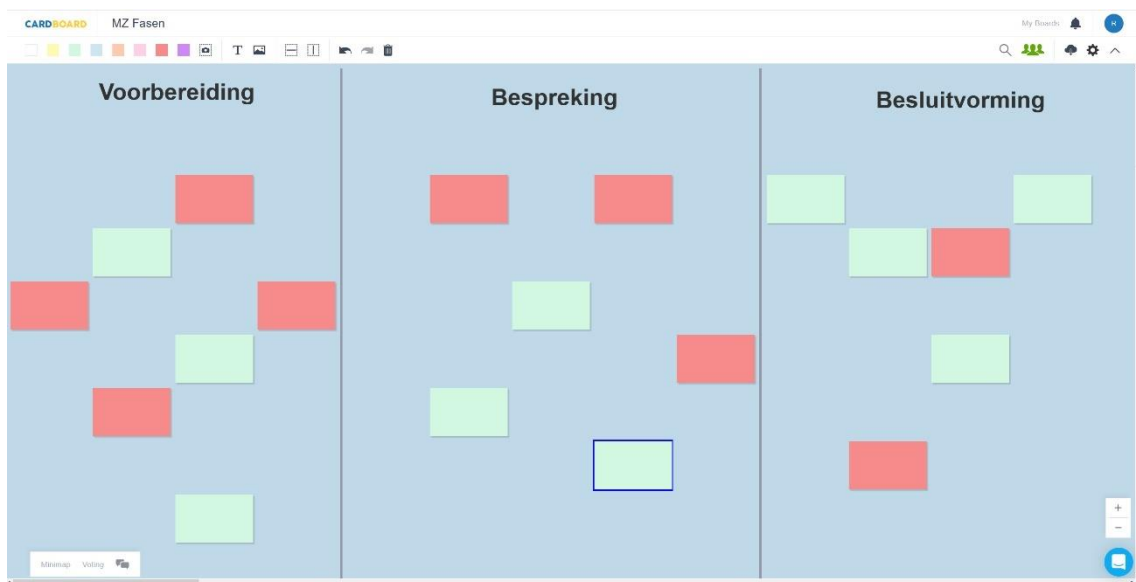 CARDBOARD
MZ Fasen
My Boards
R
T
Voorbereiding
Bespreking
Besluitvorming
Minimap
Voting